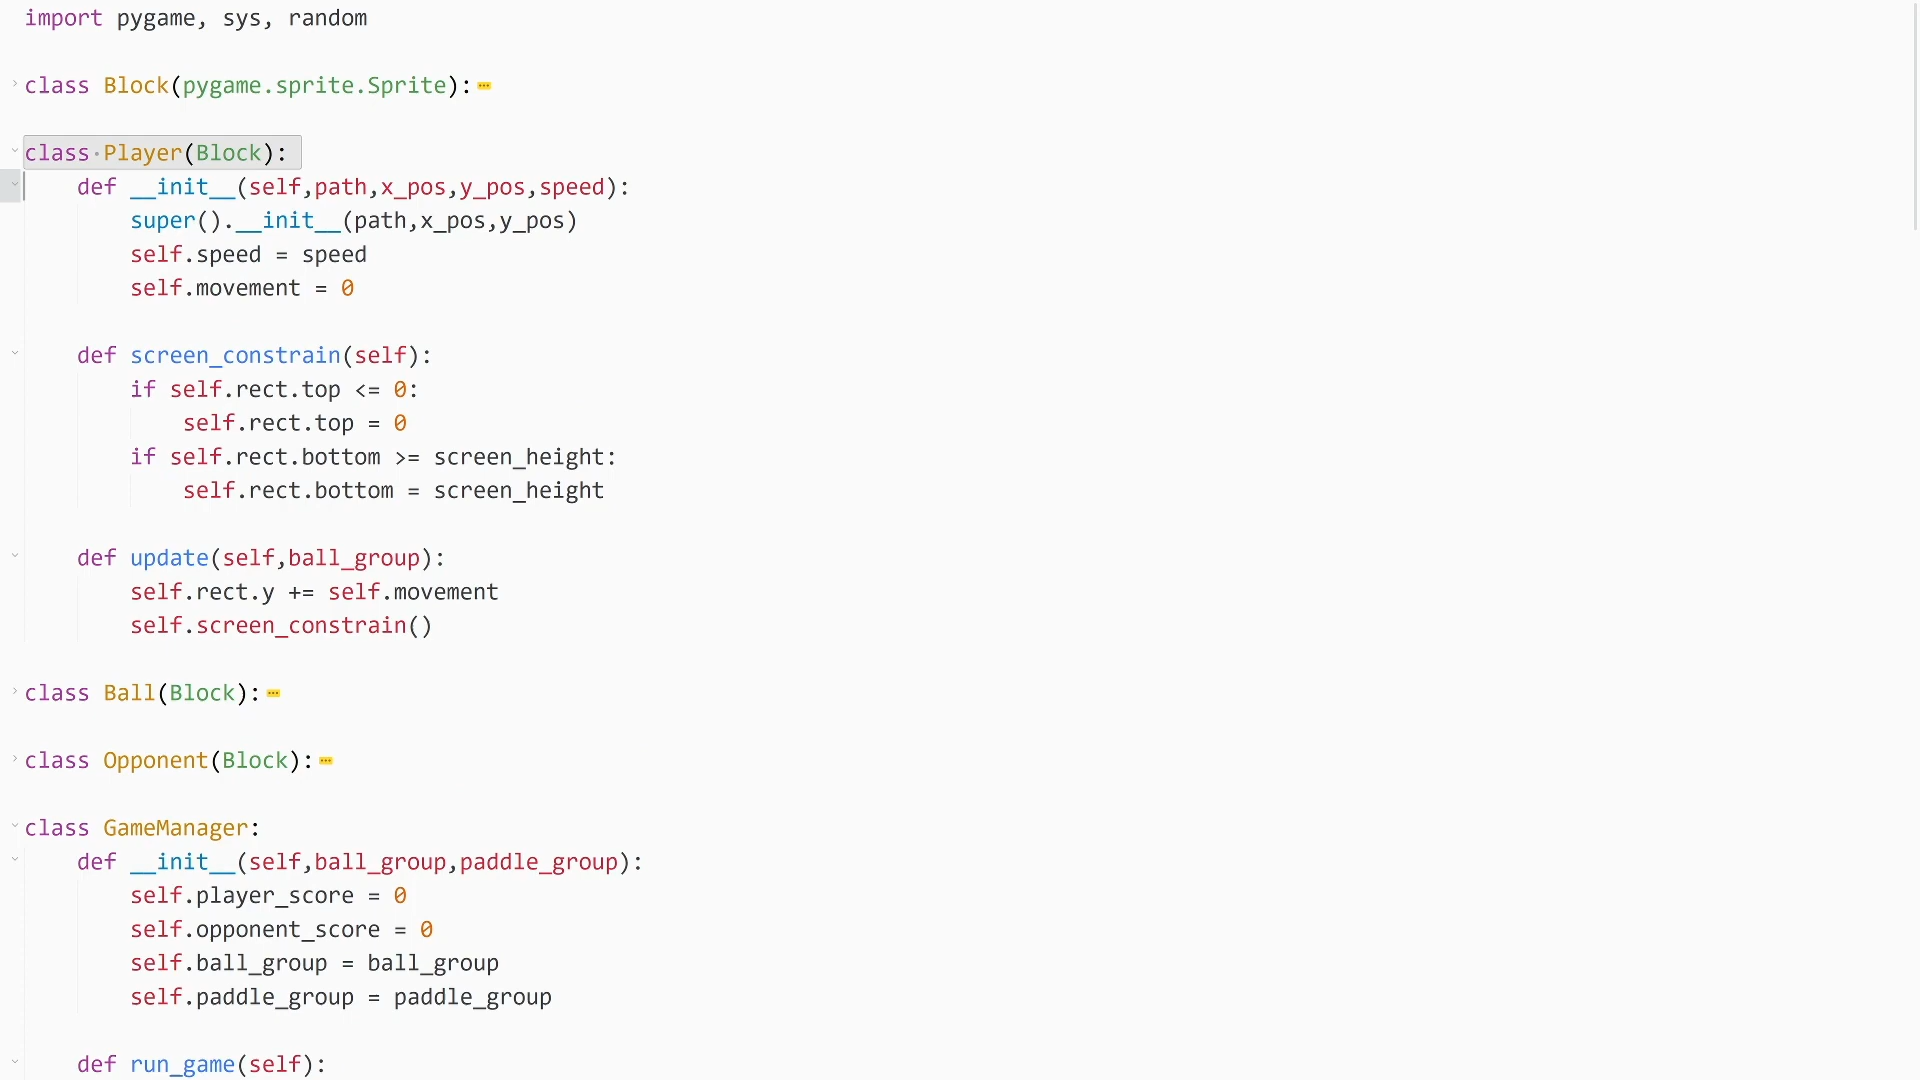 import pygame, sys, random
class Block(pygame.sprite.Sprite):
class Player(Block):
def __init__(self,path,x_pos,y_pos,speed):
super().__init__(path,x_pos,y_pos)
self.speed = speed
self.movement = 0
def screen_constrain(self):
if self.rect.top <= 0:
self.rect.top = 0
if self.rect.bottom >= screen_height:
self.rect.bottom = screen_height
def update(self,ball_group):
self.rect.y += self.movement
self.screen_constrain()
class Ball(Block):
class Opponent(Block):
class GameManager:
def __init__(self,ball_group,paddle_group):
self.player_score = 0
self.opponent_score = 0
self.ball_group = ball_group
self.paddle_group = paddle_group
def run_game(self):